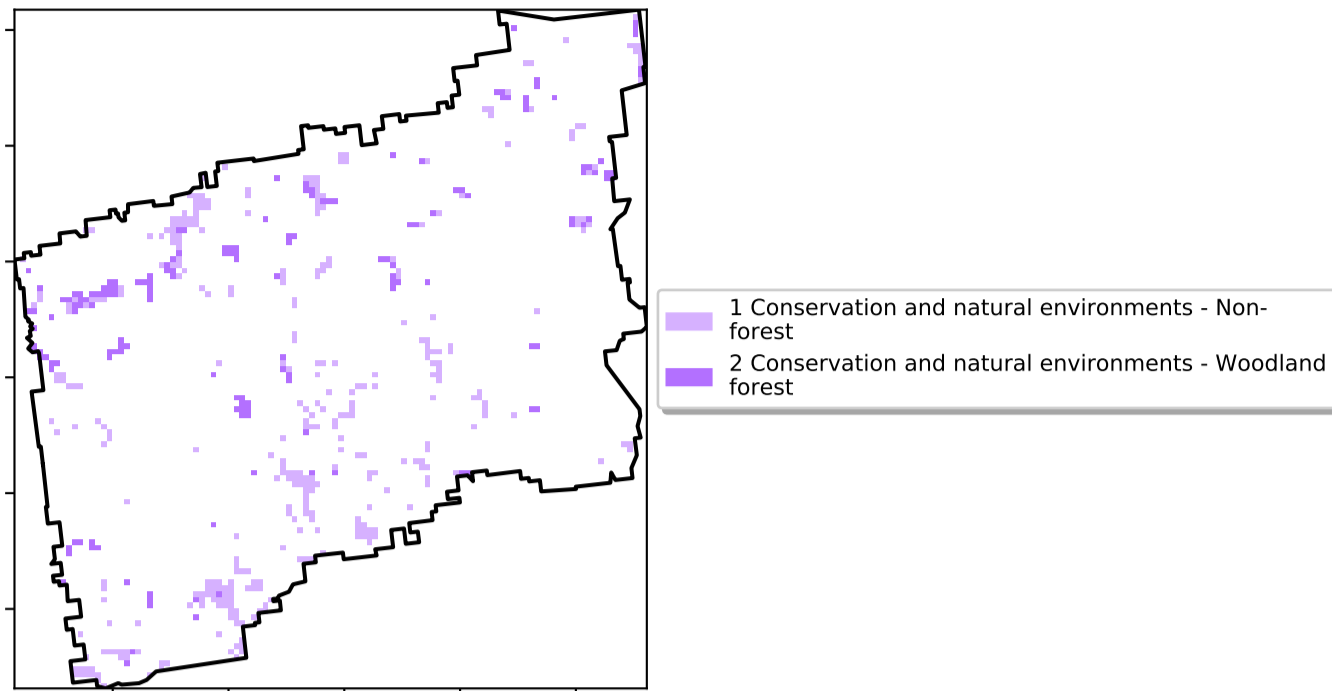 1 Conservation and natural environments - Non-
forest
2 Conservation and natural environments - Woodland
forest